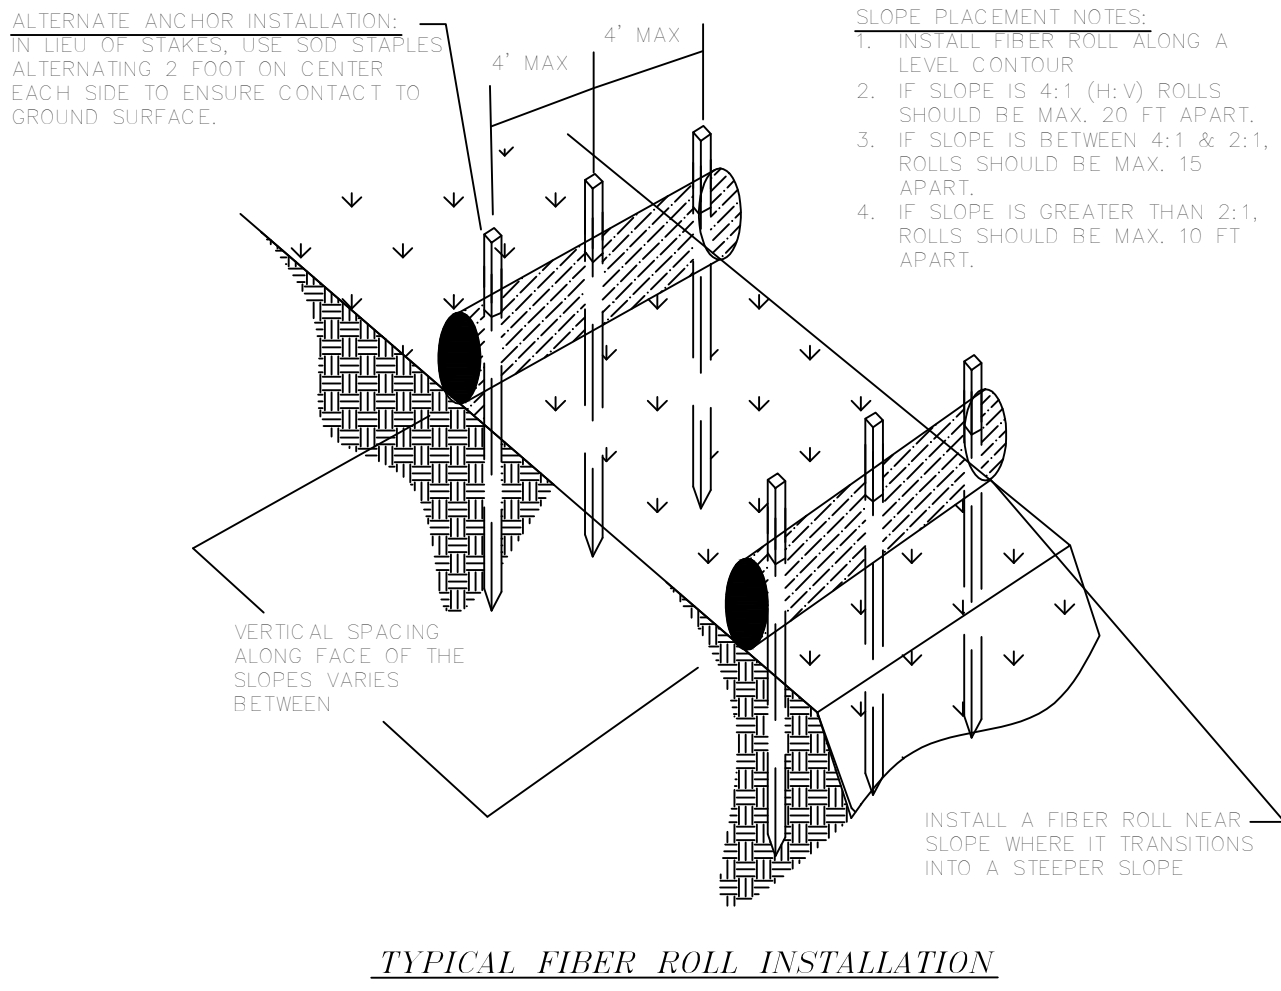 ALTERNATE ANCHOR INSTALLATION:
IN LIEU OF STAKES, USE SOD STAPLES
ALTERNATING 2 FOOT ON CENTER
EACH SIDE TO ENSURE CONTACT TO
GROUND SURFACE.
4' MAX
4' MAX
SLOPE PLACEMENT NOTES:
1. INSTALL FIBER ROLL ALONG A
LEVEL CONTOUR
2. IF SLOPE IS 4:1 (H:V) ROLLS
SHOULD BE MAX. 20 FT APART.
3. IF SLOPE IS BETWEEN 4:1 & 2:1,
ROLLS SHOULD BE MAX. 15
APART.
4. IF SLOPE IS GREATER THAN 2:1,
ROLLS SHOULD BE MAX. 10 FT
APART.
VERTICAL SPACING
ALONG FACE OF THE
SLOPES VARIES
BETWEEN
INSTALL A FIBER ROLL NEAR
SLOPE WHERE IT TRANSITIONS
INTO A STEEPER SLOPE
TYPICAL FIBER ROLL INSTALLATION